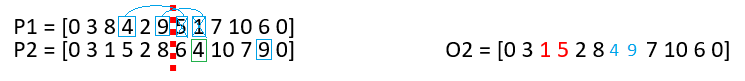 P1 = [0 3 8 4 2 9 5 1 7 10 6 0]
P2 = [0 3 1 5 2 8 6 4 10 7 9 0]
O2 = [0 3 1 5 2 8 4 9 7 10 6 0]